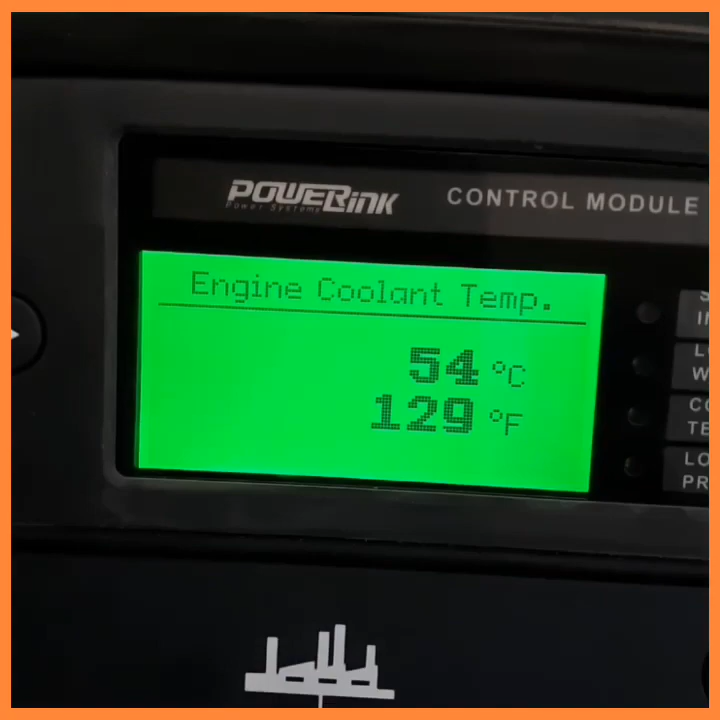 POWERLink
Power Systems
CONTROL MODULE
Engine Coolant Temp.
54 °C
129 °F